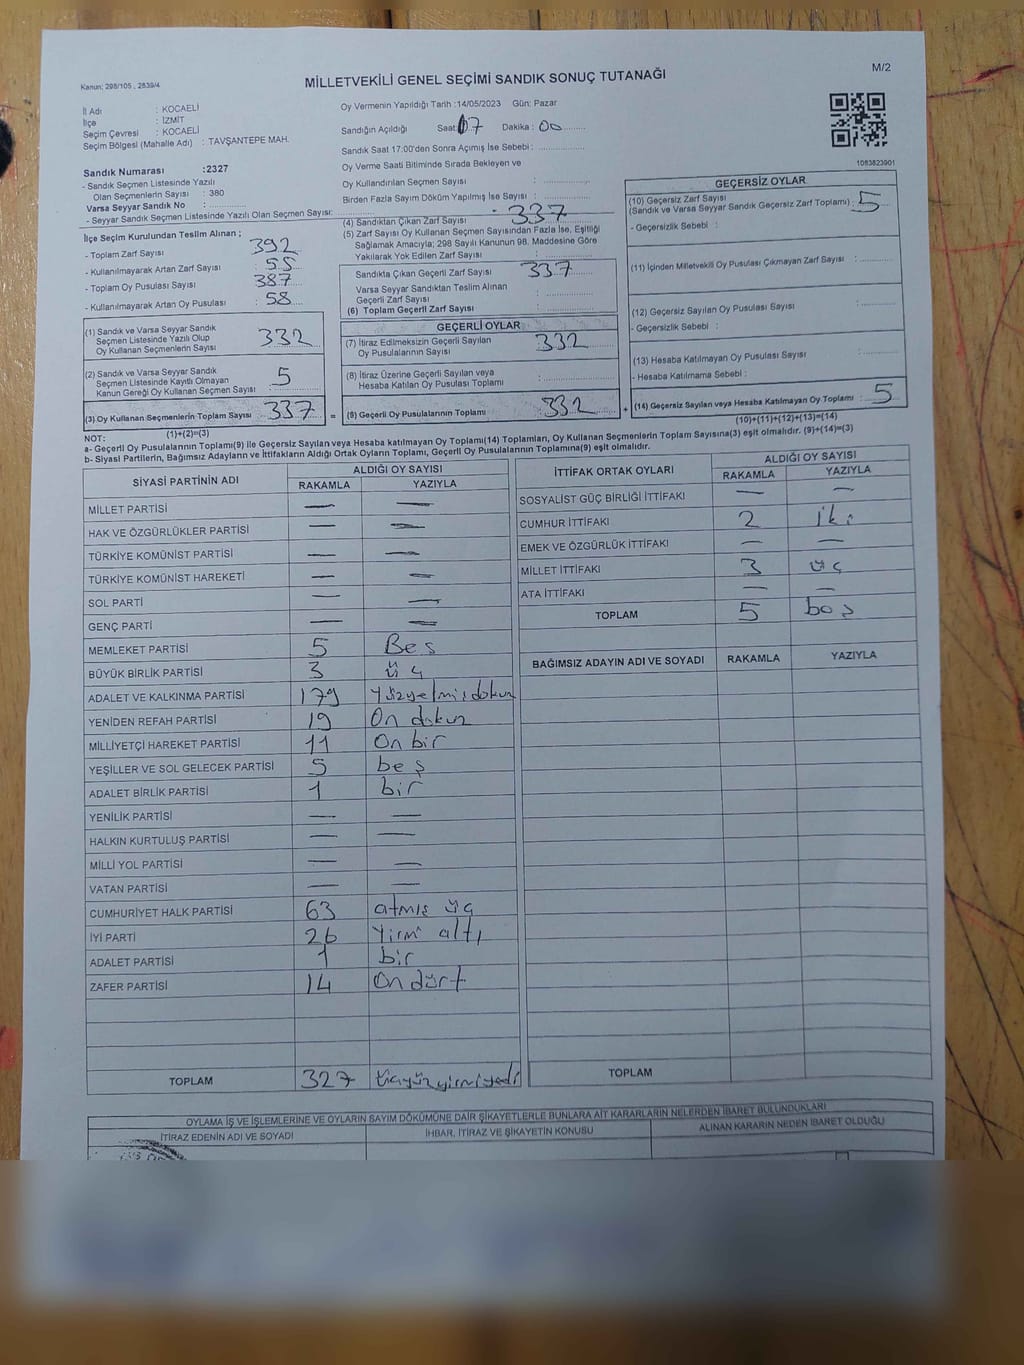 M/2
Kanun: 298/105 , 2839/4
MİLLETVEKİLİ GENEL SEÇİMİ SANDIK SONUÇ TUTANAĞI
İl Adı : KOCAELİ
İlçe : İZMİT
Seçim Çevresi : KOCAELİ
Seçim Bölgesi (Mahalle Adı) : TAVŞANTEPE MAH.
Sandık Numarası :2327
- Sandık Seçmen Listesinde Yazılı
Olan Seçmenlerin Sayısı : 380
Varsa Seyyar Sandık No :
- Seyyar Sandık Seçmen Listesinde Yazılı Olan Seçmen Sayısı:
Oy Vermenin Yapıldığı Tarih :14/05/2023 Gün: Pazar
Sandığın Açıldığı Saat: 07 Dakika : 00
Sandık Saat 17:00'den Sonra Açımış İse Sebebi :
Oy Verme Saati Bitiminde Sırada Bekleyen ve
Oy Kullandırılan Seçmen Sayısı :
Birden Fazla Sayım Döküm Yapılmış İse Sayısı :
1083823901
İlçe Seçim Kurulundan Teslim Alınan ;
- Toplam Zarf Sayısı 392
- Kullanılmayarak Artan Zarf Sayısı 55
- Toplam Oy Pusulası Sayısı 387
- Kullanılmayarak Artan Oy Pusulası : 58
(1) Sandık ve Varsa Seyyar Sandık
Seçmen Listesinde Yazılı Olup
Oy Kullanan Seçmenlerin Sayısı 332
(2) Sandık ve Varsa Seyyar Sandık
Seçmen Listesinde Kayıtlı Olmayan
Kanun Gereği Oy Kullanan Seçmen Sayısı : 5
(3) Oy Kullanan Seçmenlerin Toplam Sayısı 337 =
(1)+(2)=(3)
(4) Sandıktan Çıkan Zarf Sayısı : 337
(5) Zarf Sayısı Oy Kullanan Seçmen Sayısından Fazla İse, Eşitliği
Sağlamak Amacıyla; 298 Sayılı Kanunun 98. Maddesine Göre
Yakılarak Yok Edilen Zarf Sayısı :
Sandıkta Çıkan Geçerli Zarf Sayısı 337
Varsa Seyyar Sandıktan Teslim Alınan
Geçerli Zarf Sayısı :
(6) Toplam Geçerli Zarf Sayısı :
GEÇERLİ OYLAR
(7) İtiraz Edilmeksizin Geçerli Sayılan
Oy Pusulalarının Sayısı 332
(8) İtiraz Üzerine Geçerli Sayılan veya
Hesaba Katılan Oy Pusulası Toplamı :
(9) Geçerli Oy Pusulalarının Toplamı 332 +
GEÇERSİZ OYLAR
(10) Geçersiz Zarf Sayısı
(Sandık ve Varsa Seyyar Sandık Geçersiz Zarf Toplamı) : 5
- Geçersizlik Sebebi :
(11) İçinden Milletvekili Oy Pusulası Çıkmayan Zarf Sayısı :
(12) Geçersiz Sayılan Oy Pusulası Sayısı :
- Geçersizlik Sebebi :
(13) Hesaba Katılmayan Oy Pusulası Sayısı :
- Hesaba Katılmama Sebebi :
(14) Geçersiz Sayılan veya Hesaba Katılmayan Oy Toplamı : 5
(10)+(11)+(12)+(13)=(14)
NOT:
a- Geçerli Oy Pusulalarının Toplamı(9) ile Geçersiz Sayılan veya Hesaba katılmayan Oy Toplamı(14) Toplamları, Oy Kullanan Seçmenlerin Toplam Sayısına(3) eşit olmalıdır. (9)+(14)=(3)
b- Siyasi Partilerin, Bağımsız Adayların ve İttifakların Aldığı Ortak Oyların Toplamı, Geçerli Oy Pusulalarının Toplamına(9) eşit olmalıdır.
SİYASİ PARTİNİN ADI ALDIĞI OY SAYISI
RAKAMLA YAZIYLA
MİLLET PARTİSİ — —
HAK VE ÖZGÜRLÜKLER PARTİSİ — —
TÜRKİYE KOMÜNİST PARTİSİ — —
TÜRKİYE KOMÜNİST HAREKETİ — —
SOL PARTİ — —
GENÇ PARTİ — —
MEMLEKET PARTİSİ 5 Beş
BÜYÜK BİRLİK PARTİSİ 3 üç
ADALET VE KALKINMA PARTİSİ 179 Yüzyetmişdokuz
YENİDEN REFAH PARTİSİ 19 On dokuz
MİLLİYETÇİ HAREKET PARTİSİ 11 On bir
YEŞİLLER VE SOL GELECEK PARTİSİ 5 beş
ADALET BİRLİK PARTİSİ 1 bir
YENİLİK PARTİSİ — —
HALKIN KURTULUŞ PARTİSİ — —
MİLLİ YOL PARTİSİ — —
VATAN PARTİSİ — —
CUMHURİYET HALK PARTİSİ 63 atmış üç
İYİ PARTİ 26 Yirmi altı
ADALET PARTİSİ 1 bir
ZAFER PARTİSİ 14 On dört
TOPLAM 327 üçyüzyirmiyedi
İTTİFAK ORTAK OYLARI ALDIĞI OY SAYISI
RAKAMLA YAZIYLA
SOSYALİST GÜÇ BİRLİĞİ İTTİFAKI — —
CUMHUR İTTİFAKI 2 iki
EMEK VE ÖZGÜRLÜK İTTİFAKI — —
MİLLET İTTİFAKI 3 üç
ATA İTTİFAKI — —
TOPLAM 5 beş
BAĞIMSIZ ADAYIN ADI VE SOYADI RAKAMLA YAZIYLA
TOPLAM
OYLAMA İŞ VE İŞLEMLERİNE VE OYLARIN SAYIM DÖKÜMÜNE DAİR ŞİKAYETLERLE BUNLARA AİT KARARLARIN NELERDEN İBARET BULUNDUKLARI
İTİRAZ EDENİN ADI VE SOYADI İHBAR, İTİRAZ VE ŞİKAYETİN KONUSU ALINAN KARARIN NEDEN İBARET OLDUĞU